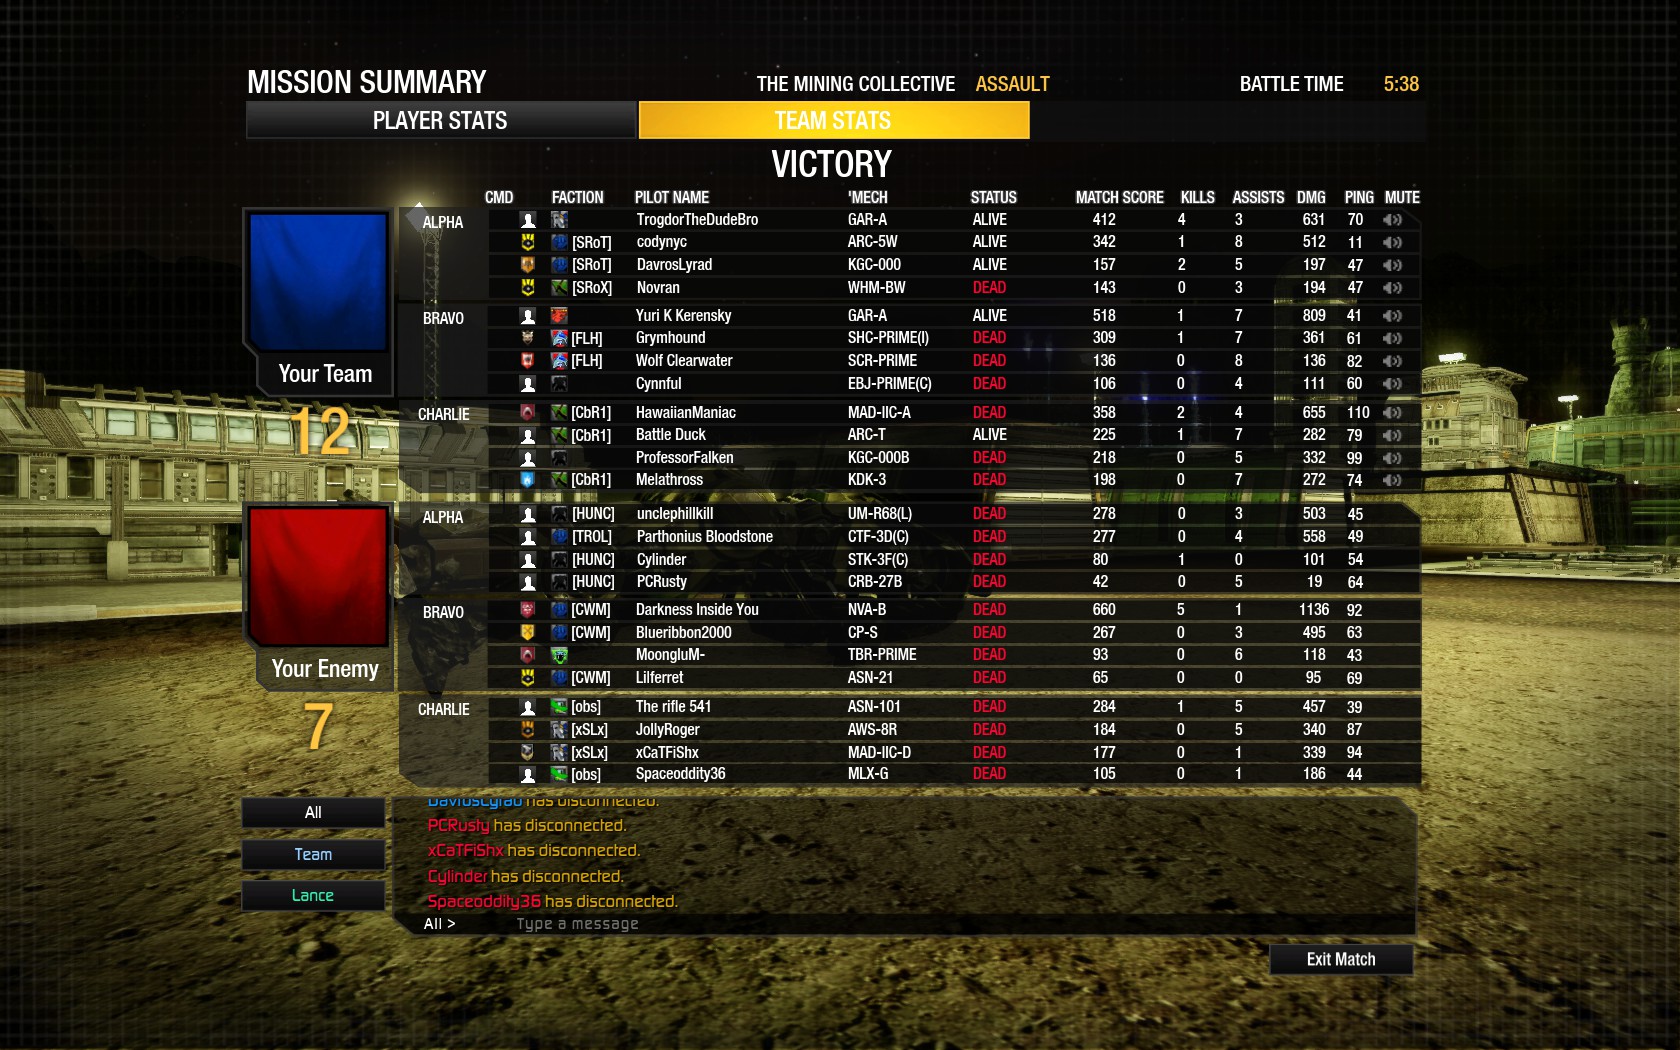 MISSION SUMMARY THE MINING COLLECTIVE ASSAULT BATTLE TIME 5:38
PLAYER STATS TEAM STATS
VICTORY
CMD FACTION PILOT NAME 'MECH STATUS MATCH SCORE KILLS ASSISTS DMG PING MUTE
ALPHA TrogdorTheDudeBro GAR-A ALIVE 412 4 3 631 70
[SRoT] codynyc ARC-5W ALIVE 342 1 8 512 11
[SRoT] DavrosLyrad KGC-000 ALIVE 157 2 5 197 47
[SRoX] Novran WHM-BW DEAD 143 0 3 194 47
BRAVO Yuri K Kerensky GAR-A ALIVE 518 1 7 809 41
[FLH] Grymhound SHC-PRIME(I) DEAD 309 1 7 361 61
[FLH] Wolf Clearwater SCR-PRIME DEAD 136 0 8 136 82
Cynnful EBJ-PRIME(C) DEAD 106 0 4 111 60
Your Team
12
CHARLIE [CbR1] HawaiianManiac MAD-IIC-A DEAD 358 2 4 655 110
[CbR1] Battle Duck ARC-T ALIVE 225 1 7 282 79
ProfessorFalken KGC-000B DEAD 218 0 5 332 99
[CbR1] Melathross KDK-3 DEAD 198 0 7 272 74
ALPHA [HUNC] unclephillkill UM-R68(L) DEAD 278 0 3 503 45
[TROL] Parthonius Bloodstone CTF-3D(C) DEAD 277 0 4 558 49
[HUNC] Cylinder STK-3F(C) DEAD 80 1 0 101 54
[HUNC] PCRusty CRB-27B DEAD 42 0 5 19 64
BRAVO [CWM] Darkness Inside You NVA-B DEAD 660 5 1 1136 92
[CWM] Blueribbon2000 CP-S DEAD 267 0 3 495 63
MoongluM- TBR-PRIME DEAD 93 0 6 118 43
[CWM] Lilferret ASN-21 DEAD 65 0 0 95 69
Your Enemy
7
CHARLIE [obs] The rifle 541 ASN-101 DEAD 284 1 5 457 39
[xSLx] JollyRoger AWS-8R DEAD 184 0 5 340 87
[xSLx] xCaTFiShx MAD-IIC-D DEAD 177 0 1 339 94
[obs] Spaceoddity36 MLX-G DEAD 105 0 1 186 44
All
Team
Lance
DavrosLyrad has disconnected.
PCRusty has disconnected.
xCaTFiShx has disconnected.
Cylinder has disconnected.
Spaceoddity36 has disconnected.
All > Type a message
Exit Match